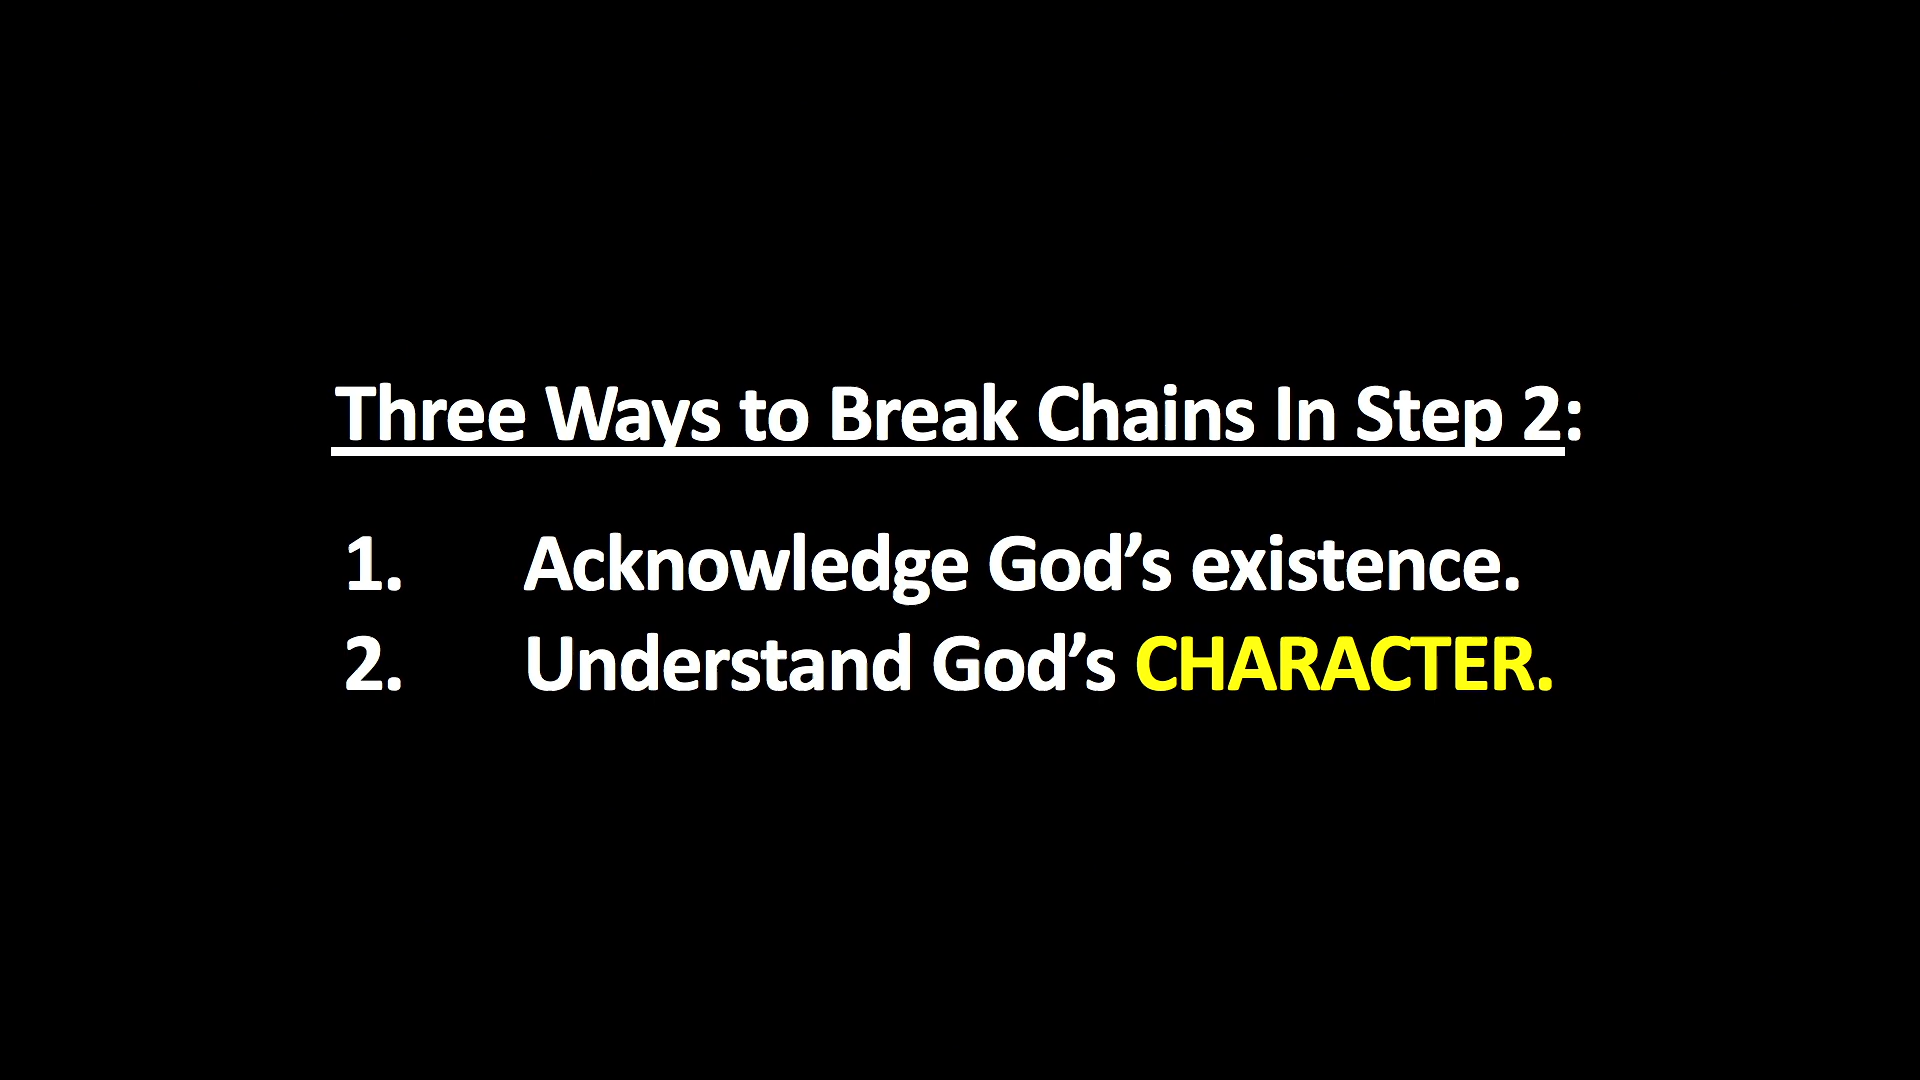 Three Ways to Break Chains In Step 2:
1. Acknowledge God’s existence.
2. Understand God’s CHARACTER.